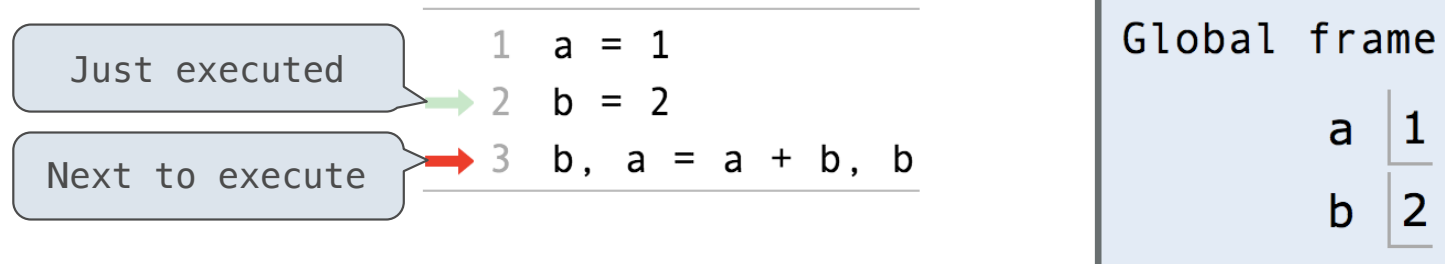 Just executed
Next to execute
1 a = 1
2 b = 2
3 b, a = a + b, b
Global frame
a 1
b 2